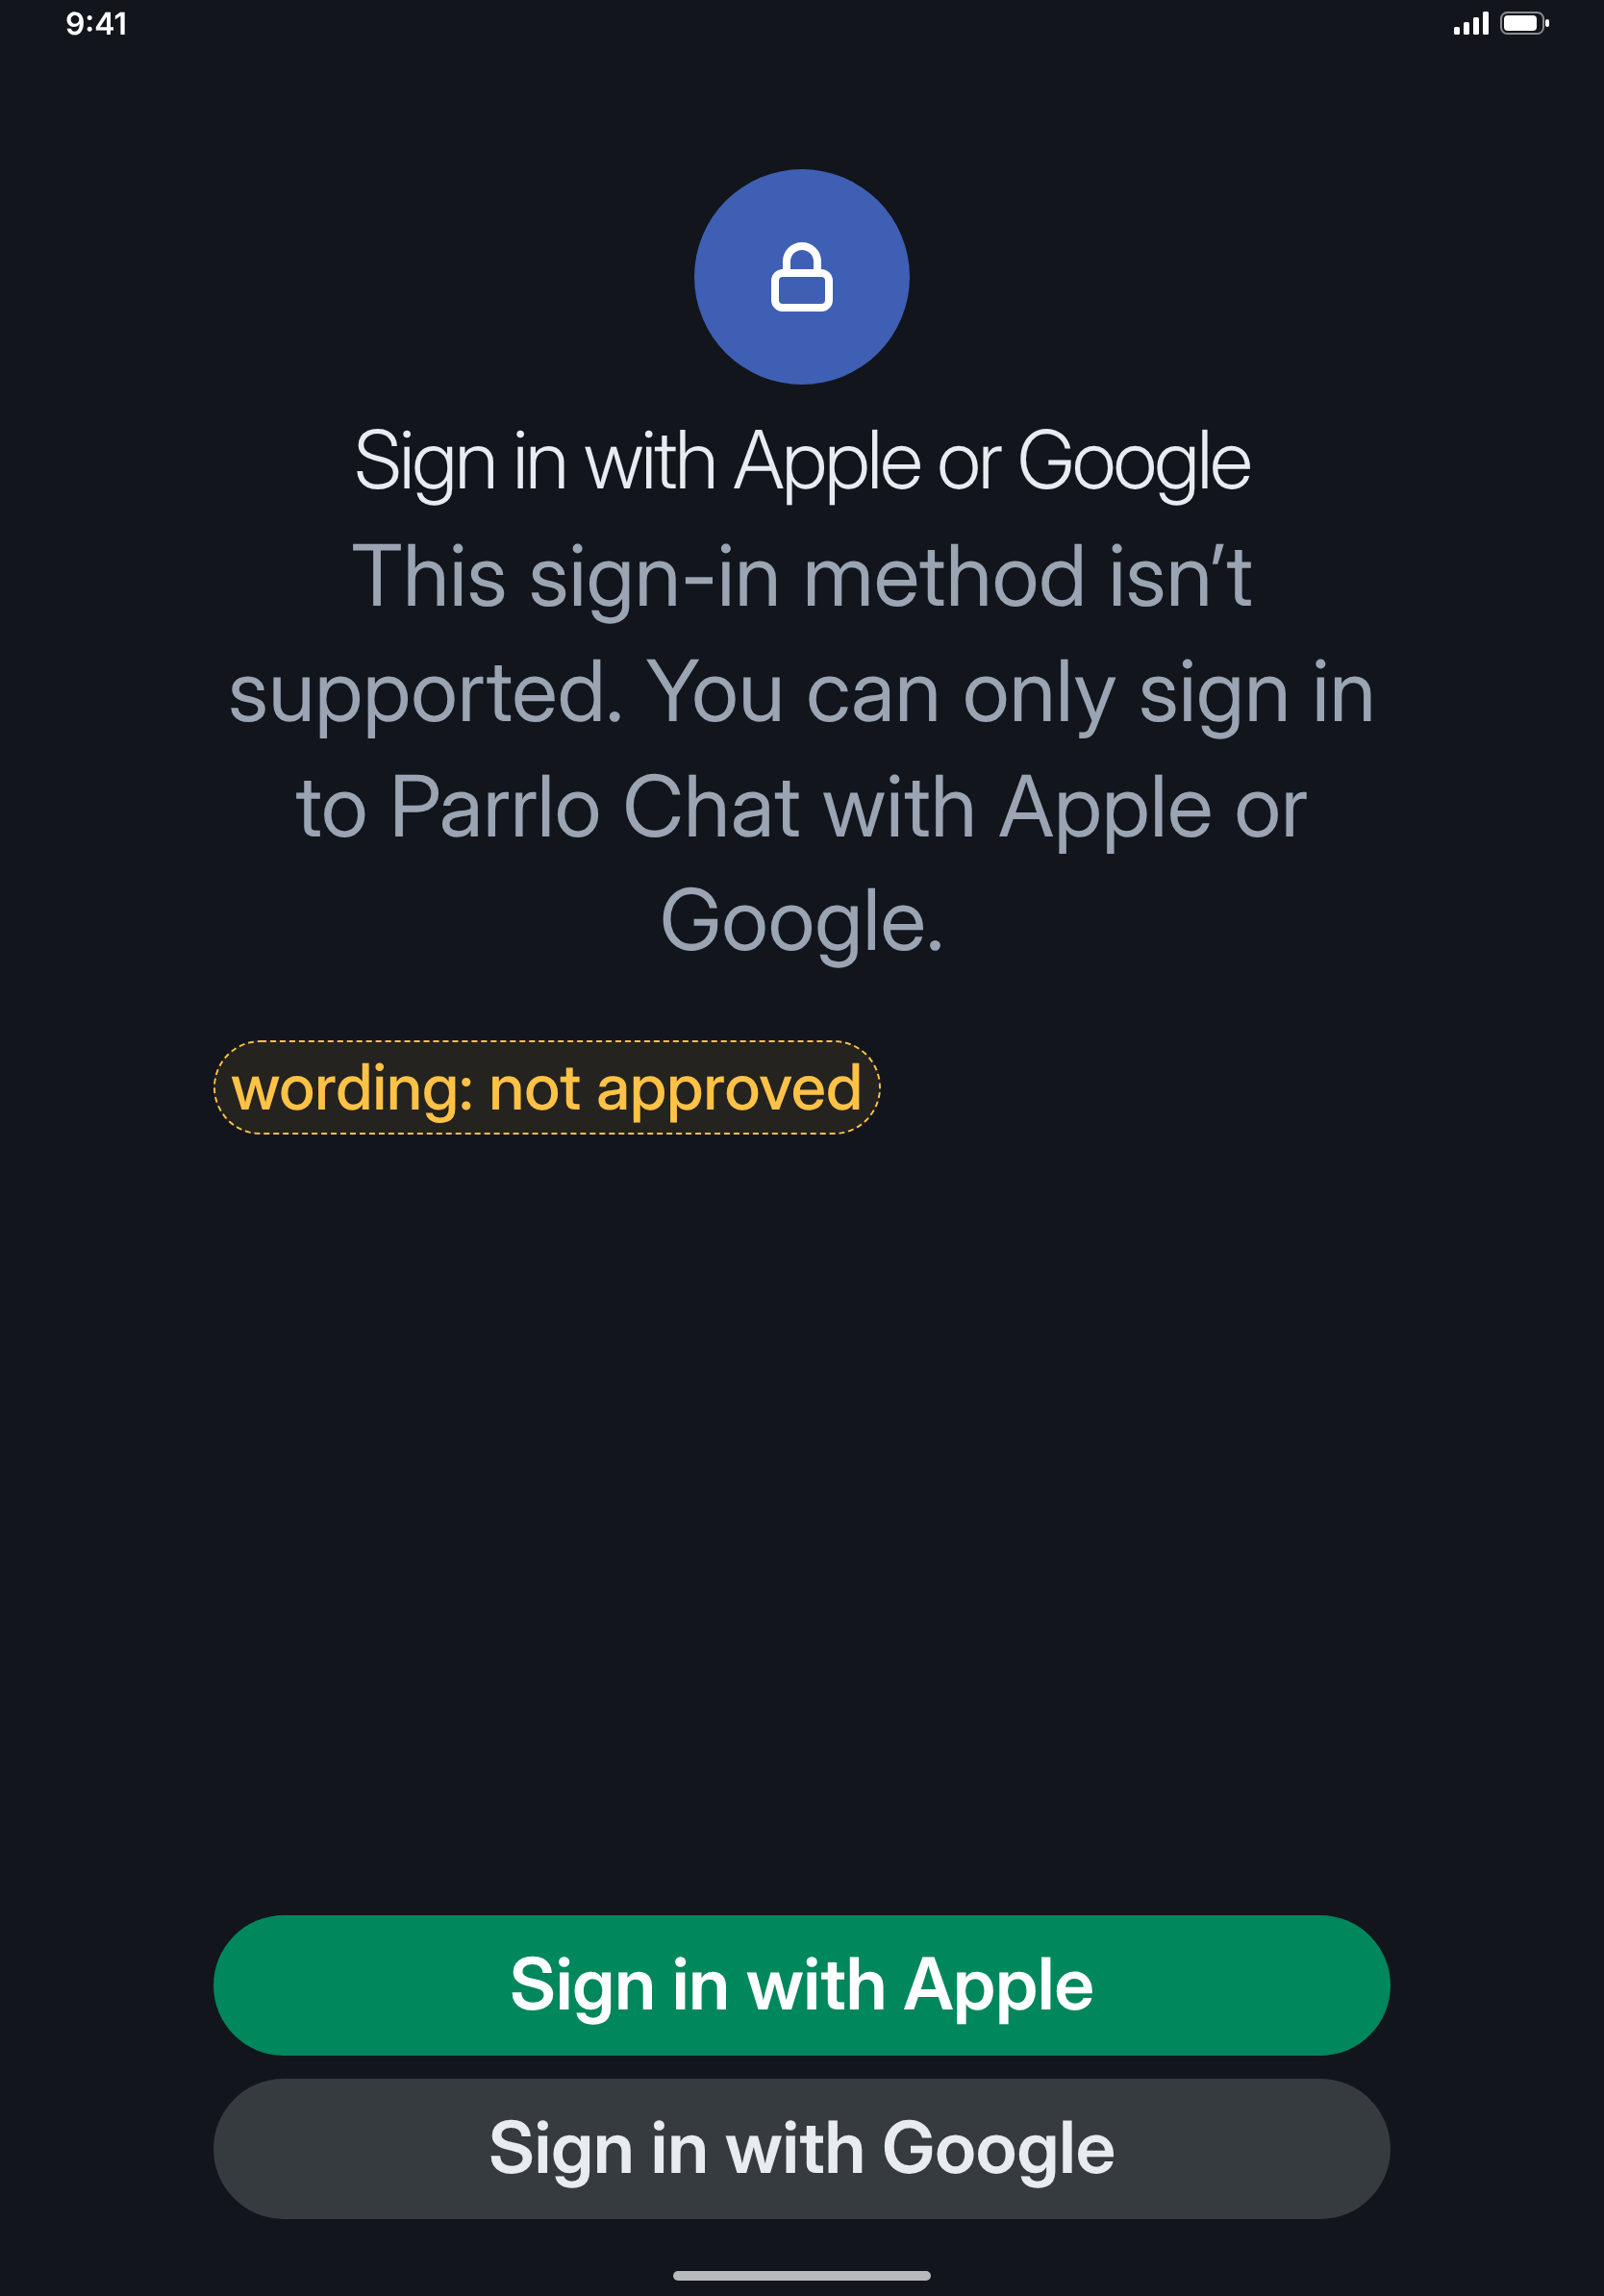 9:41
Sign in with Apple or Google
This sign-in method isn’t
supported. You can only sign in
to Parrlo Chat with Apple or
Google.
wording: not approved
Sign in with Apple
Sign in with Google